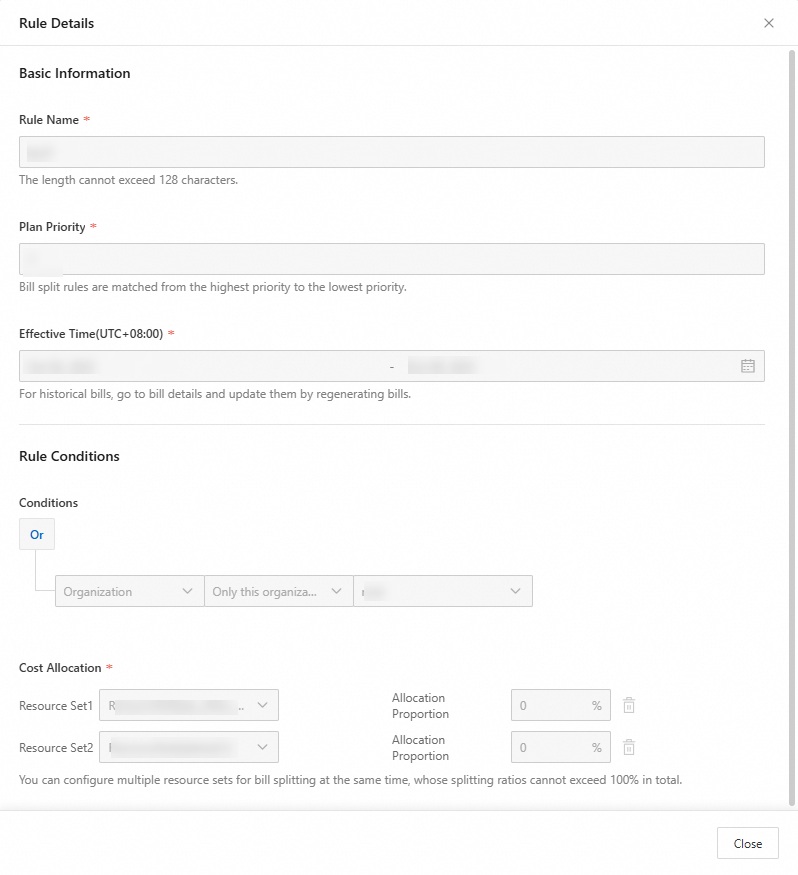 Rule Details
Basic Information
Rule Name *
The length cannot exceed 128 characters.
Plan Priority *
Bill split rules are matched from the highest priority to the lowest priority.
Effective Time(UTC+08:00) *
-
For historical bills, go to bill details and update them by regenerating bills.
Rule Conditions
Conditions
Or
Organization Only this organiza...
Cost Allocation *
Resource Set1 .. Allocation Proportion 0 %
Resource Set2 Allocation Proportion 0 %
You can configure multiple resource sets for bill splitting at the same time, whose splitting ratios cannot exceed 100% in total.
Close